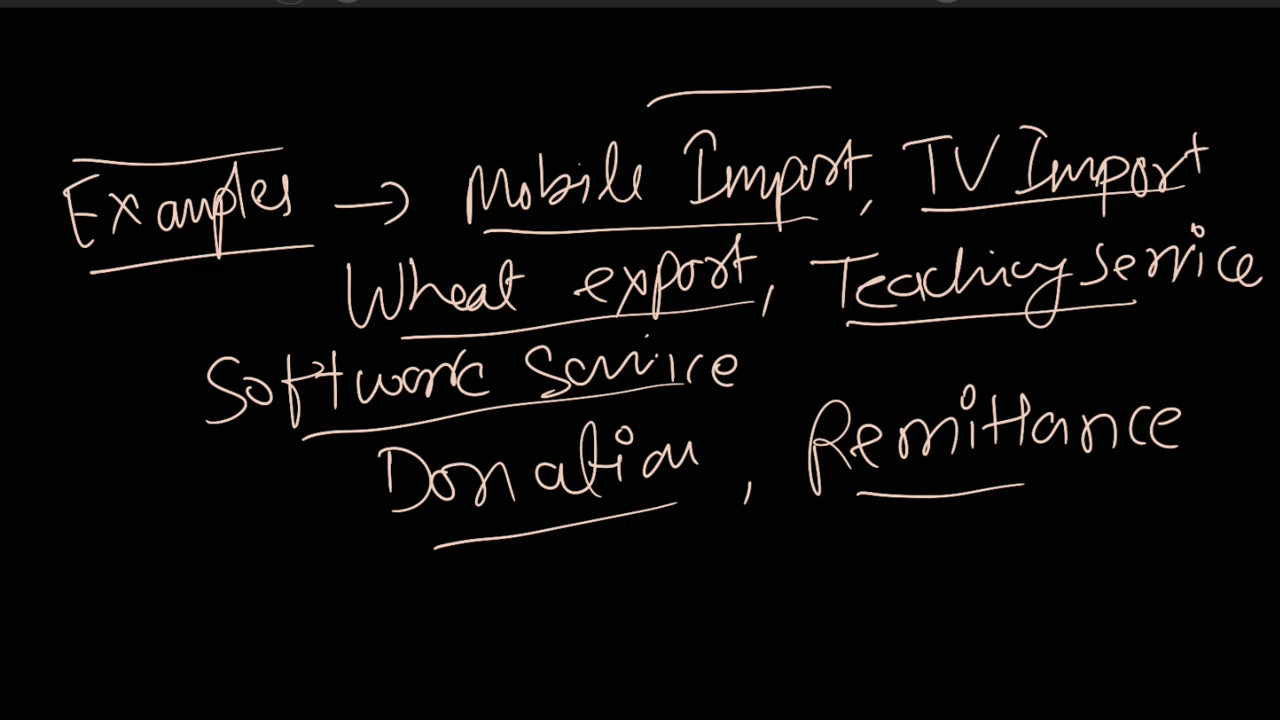 Examples → Mobile Import, TV Import
Wheat export, Teaching Service
Software Service
Donation, Remittance